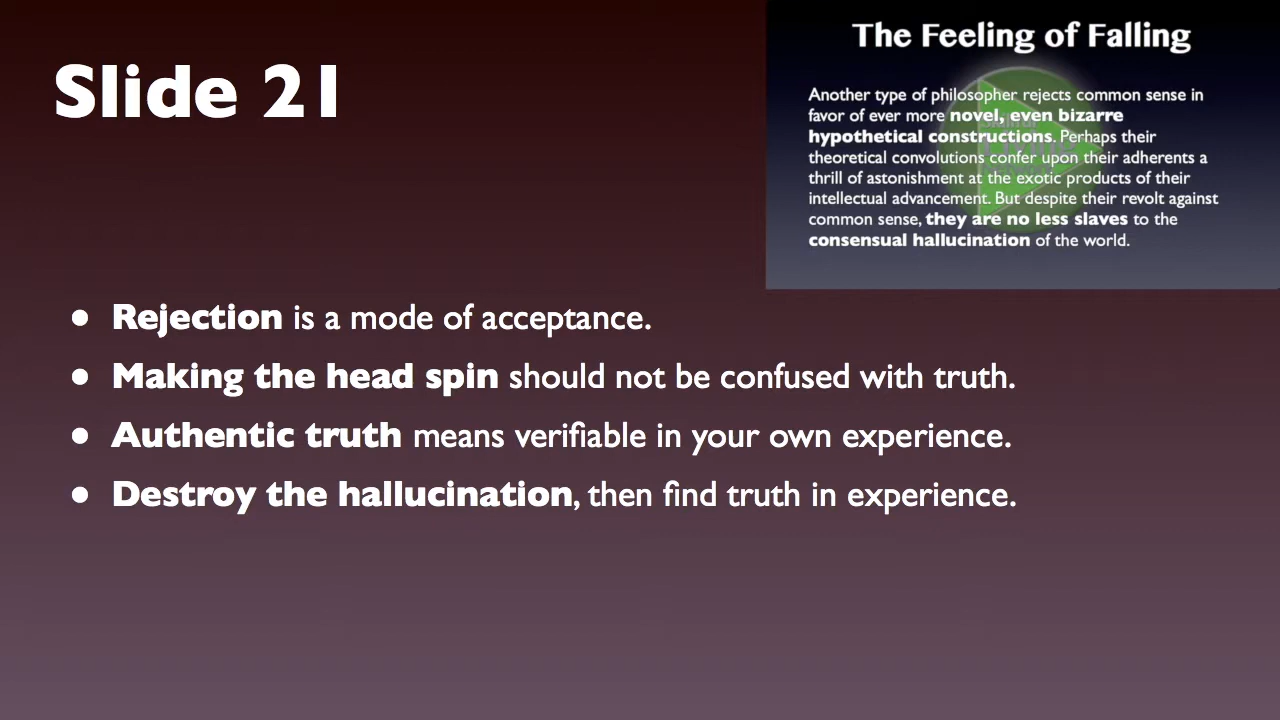 Slide 21
The Feeling of Falling
Another type of philosopher rejects common sense in
favor of ever more novel, even bizarre
hypothetical constructions. Perhaps their
theoretical convolutions confer upon their adherents a
thrill of astonishment at the exotic products of their
intellectual advancement. But despite their revolt against
common sense, they are no less slaves to the
consensual hallucination of the world.
● Rejection is a mode of acceptance.
● Making the head spin should not be confused with truth.
● Authentic truth means verifiable in your own experience.
● Destroy the hallucination, then find truth in experience.